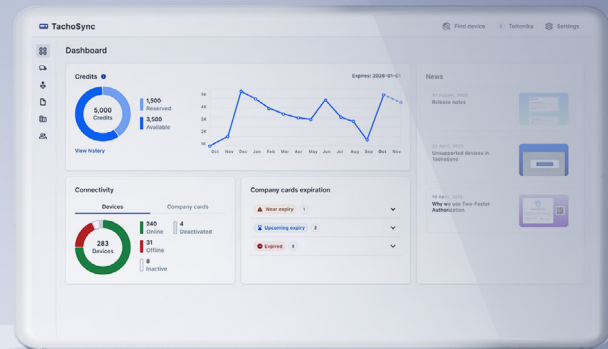 TachoSync
Find device
Teltonika
Settings
Dashboard
Credits
Expires: 2026-01-01
5,000
Credits
1,500
Reserved
3,500
Available
View history
5K
4K
3K
2K
1K
Oct Nov Dec Jan Feb Mar Apr May Jun Jul Aug Sep Oct Nov
News
Release notes
Unsupported devices in
TachoSync
Why we use Two-Factor
Authorization
Connectivity
Devices
Company cards
283
Devices
240
Online
4
Deactivated
31
Offline
8
Inactive
Company cards expiration
Near expiry 1
Upcoming expiry 2
Expired